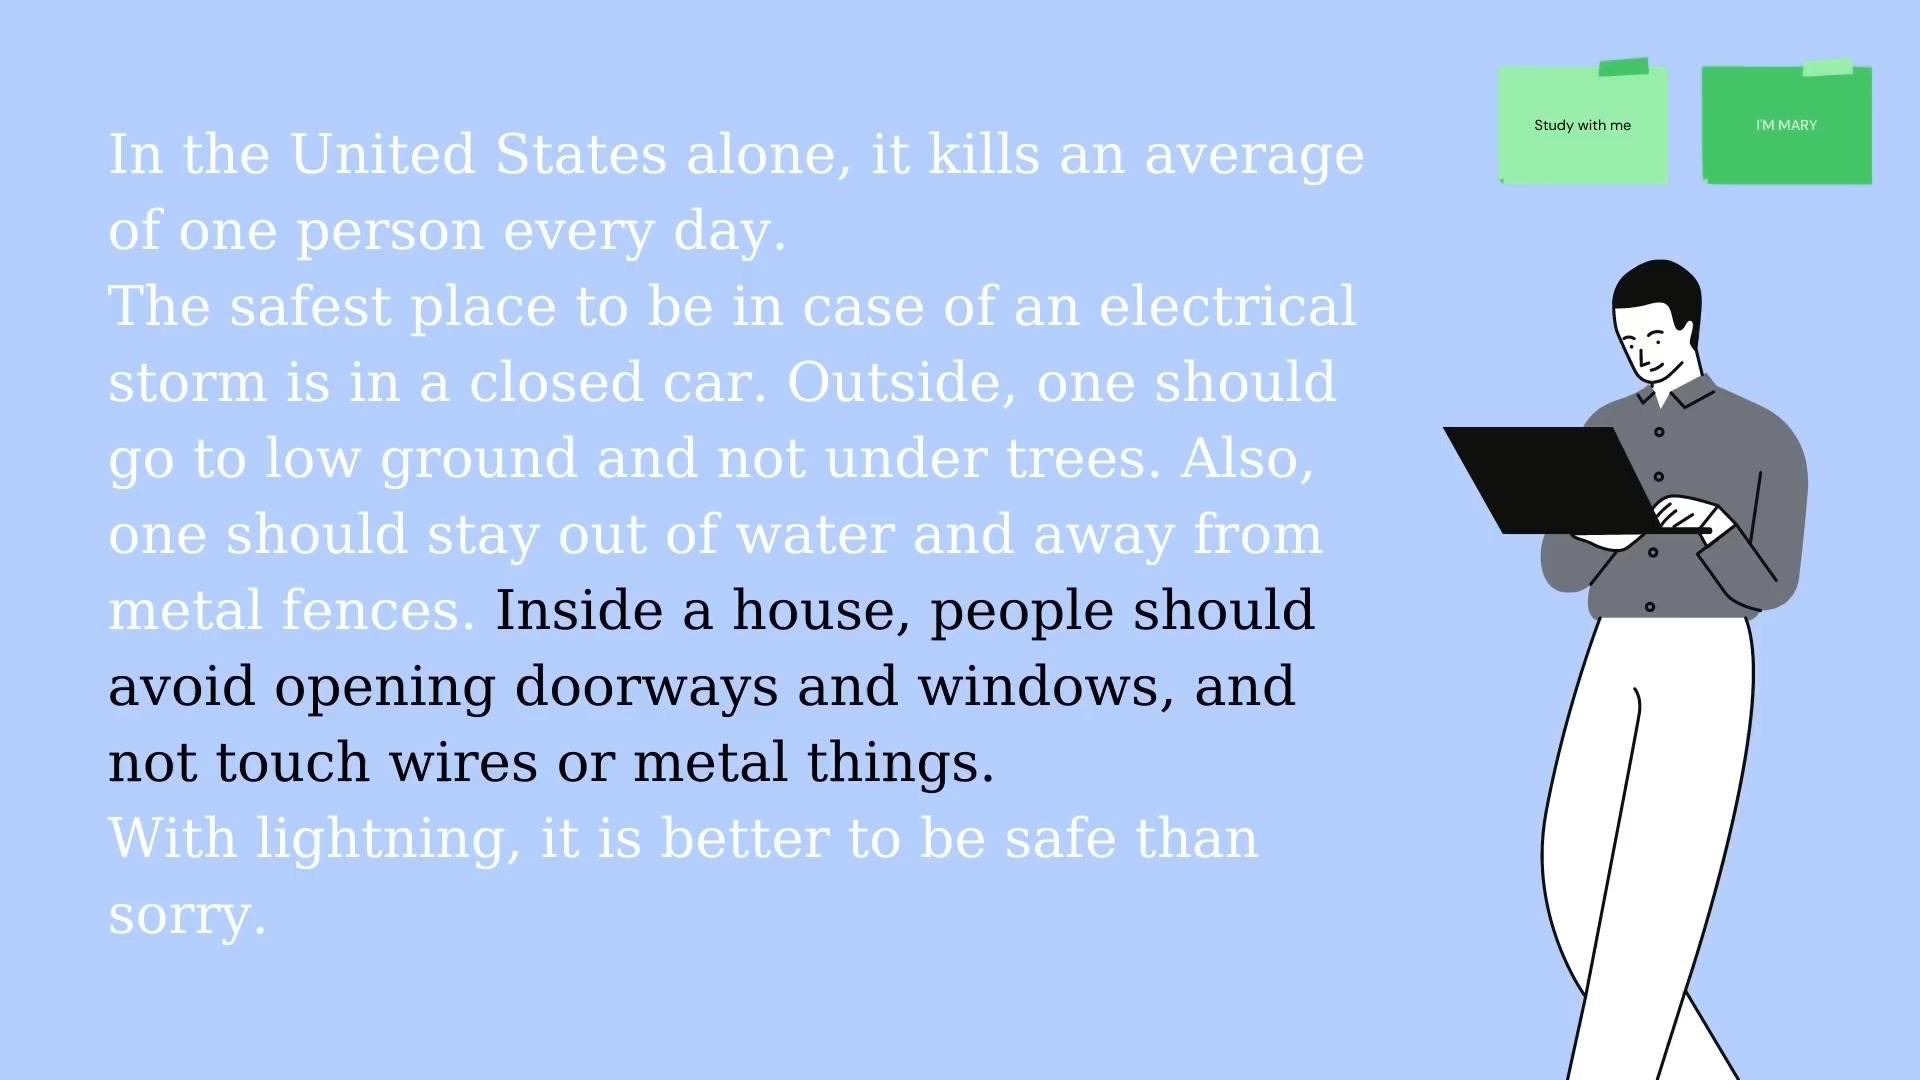 Study with me
I'M MARY
In the United States alone, it kills an average
of one person every day.
The safest place to be in case of an electrical
storm is in a closed car. Outside, one should
go to low ground and not under trees. Also,
one should stay out of water and away from
metal fences. Inside a house, people should
avoid opening doorways and windows, and
not touch wires or metal things.
With lightning, it is better to be safe than
sorry.